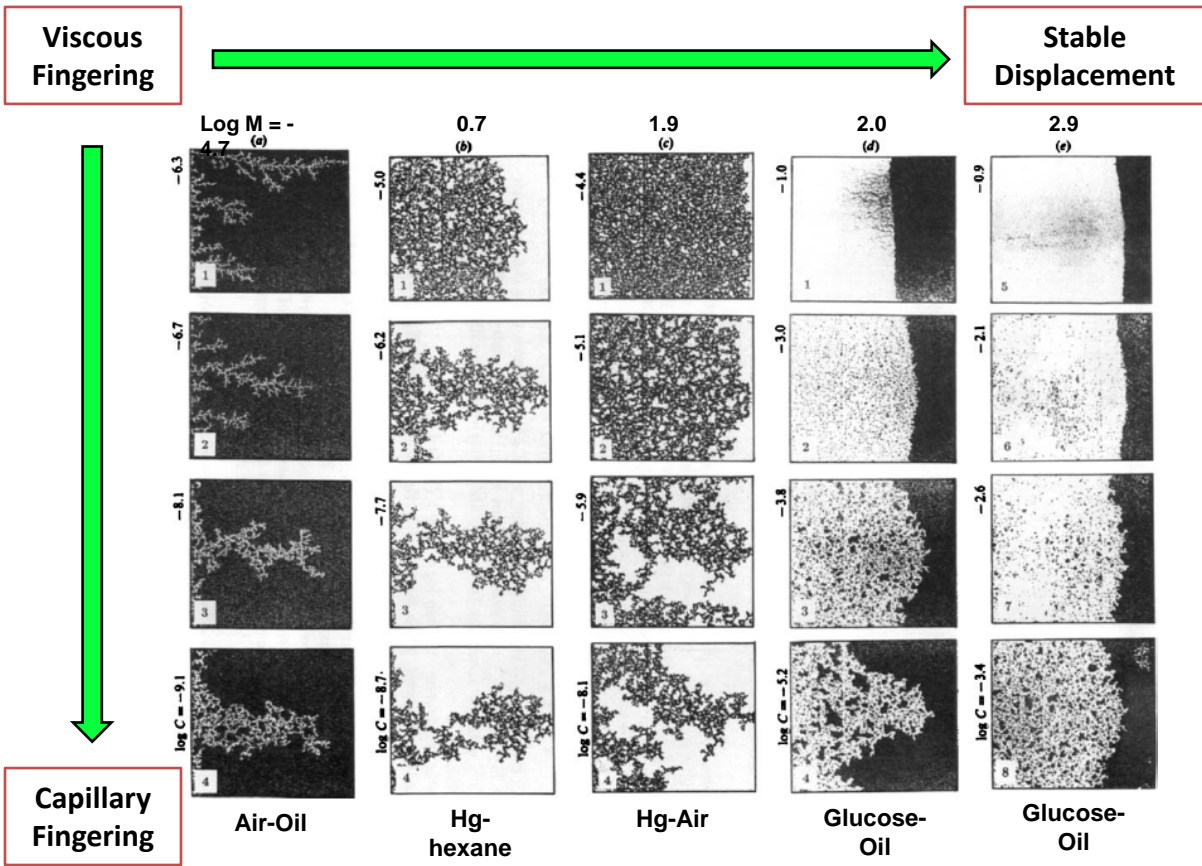 Viscous
Fingering
Stable
Displacement
Log M = -
4.7
0.7
1.9
2.0
2.9
(a)
(b)
(c)
(d)
(e)
−6.3
1
−5.0
1
−4.4
1
−1.0
1
−0.9
5
−6.7
2
−6.2
2
−5.1
2
−3.0
2
−2.1
6
−8.1
3
−7.7
3
−5.9
3
−3.8
3
−2.6
7
log C = −9.1
4
log C = −8.7
4
log C = −8.1
4
log C = −5.2
4
log C = −3.4
8
Capillary
Fingering
Air-Oil
Hg-
hexane
Hg-Air
Glucose-
Oil
Glucose-
Oil